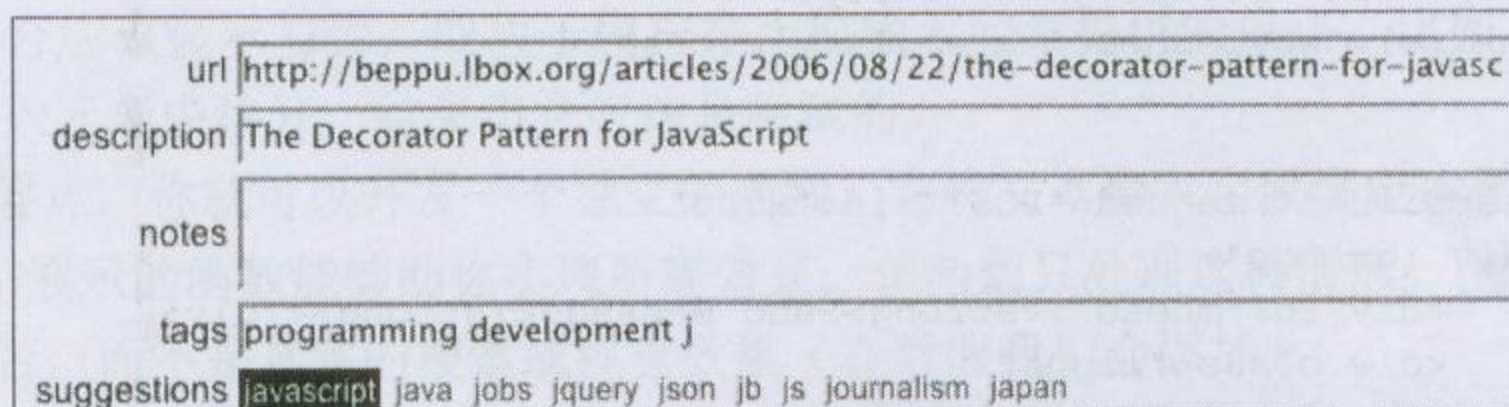 url http://beppu.lbox.org/articles/2006/08/22/the-decorator-pattern-for-javasc
description The Decorator Pattern for JavaScript
notes
tags programming development j
suggestions javascript java jobs jquery json jb js journalism japan